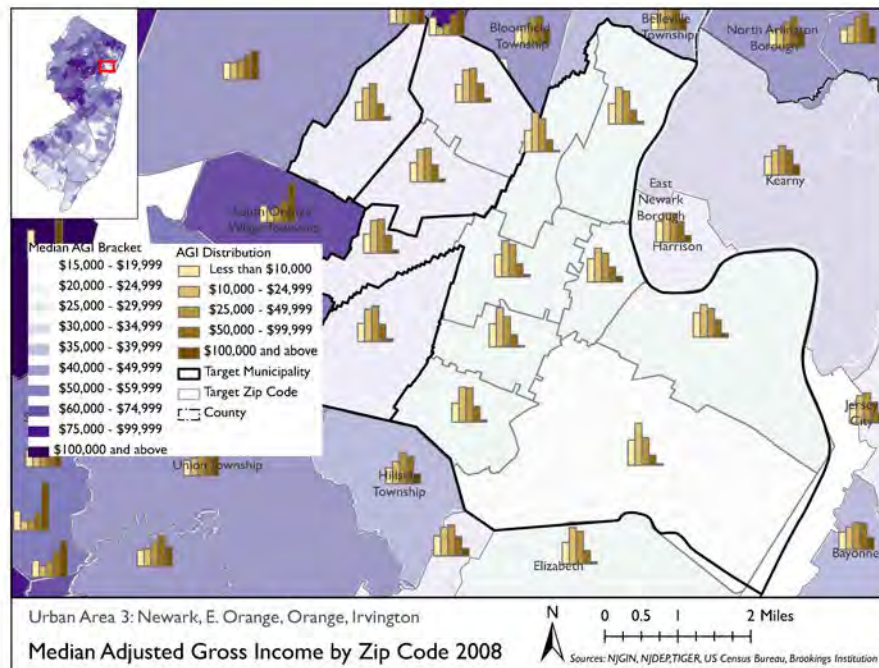 Bloomfield
Township
Belleville
Township
North Arlington
Borough
Kearny
East
Newark
Borough
Harrison
Median AGI Bracket
$15,000 - $19,999
$20,000 - $24,999
$25,000 - $29,999
$30,000 - $34,999
$35,000 - $39,999
$40,000 - $49,999
$50,000 - $59,999
$60,000 - $74,999
$75,000 - $99,999
$100,000 and above
AGI Distribution
Less than $10,000
$10,000 - $24,999
$25,000 - $49,999
$50,000 - $99,999
$100,000 and above
Target Municipality
Target Zip Code
County
Jersey
City
Union Township
Hillside
Township
Elizabeth
Bayonne
Urban Area 3: Newark, E. Orange, Orange, Irvington
Median Adjusted Gross Income by Zip Code 2008
N
0 0.5 1 2 Miles
Sources: NJGIN, NJDEP,TIGER, US Census Bureau, Brookings Institution